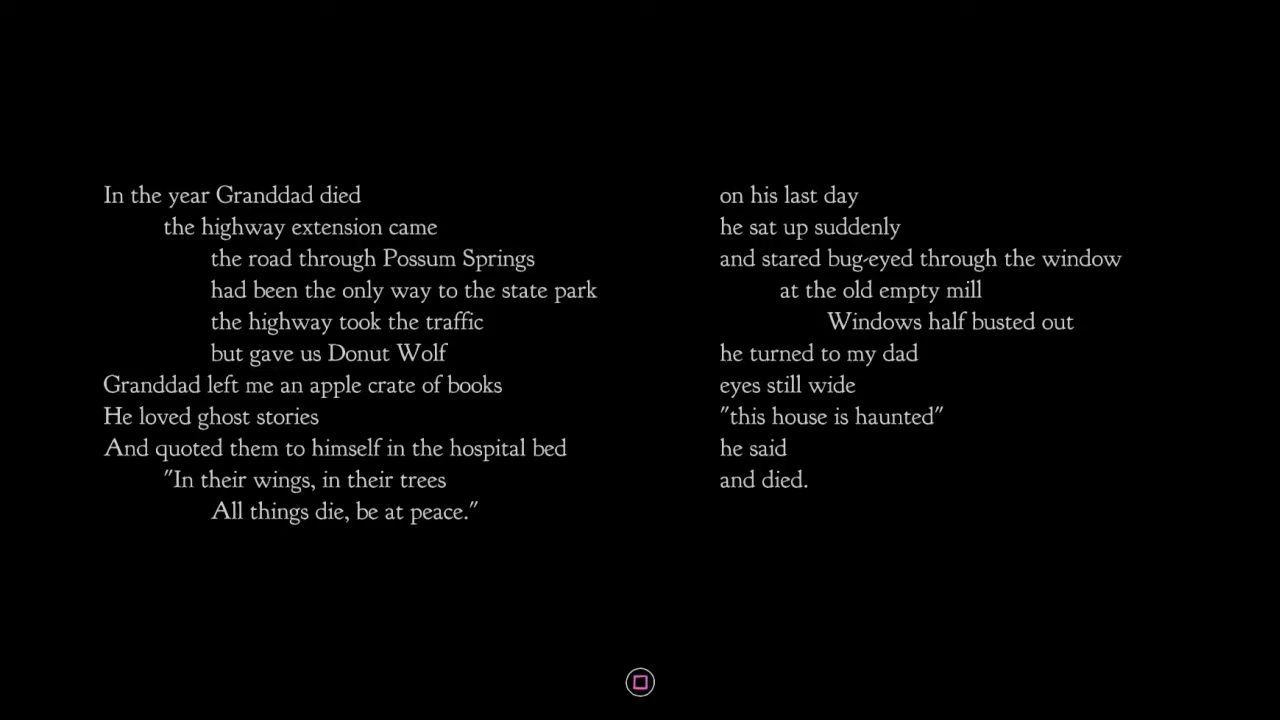 In the year Granddad died
the highway extension came
the road through Possum Springs
had been the only way to the state park
the highway took the traffic
but gave us Donut Wolf
Granddad left me an apple crate of books
He loved ghost stories
And quoted them to himself in the hospital bed
"In their wings, in their trees
All things die, be at peace."
on his last day
he sat up suddenly
and stared bug-eyed through the window
at the old empty mill
Windows half busted out
he turned to my dad
eyes still wide
"this house is haunted"
he said
and died.